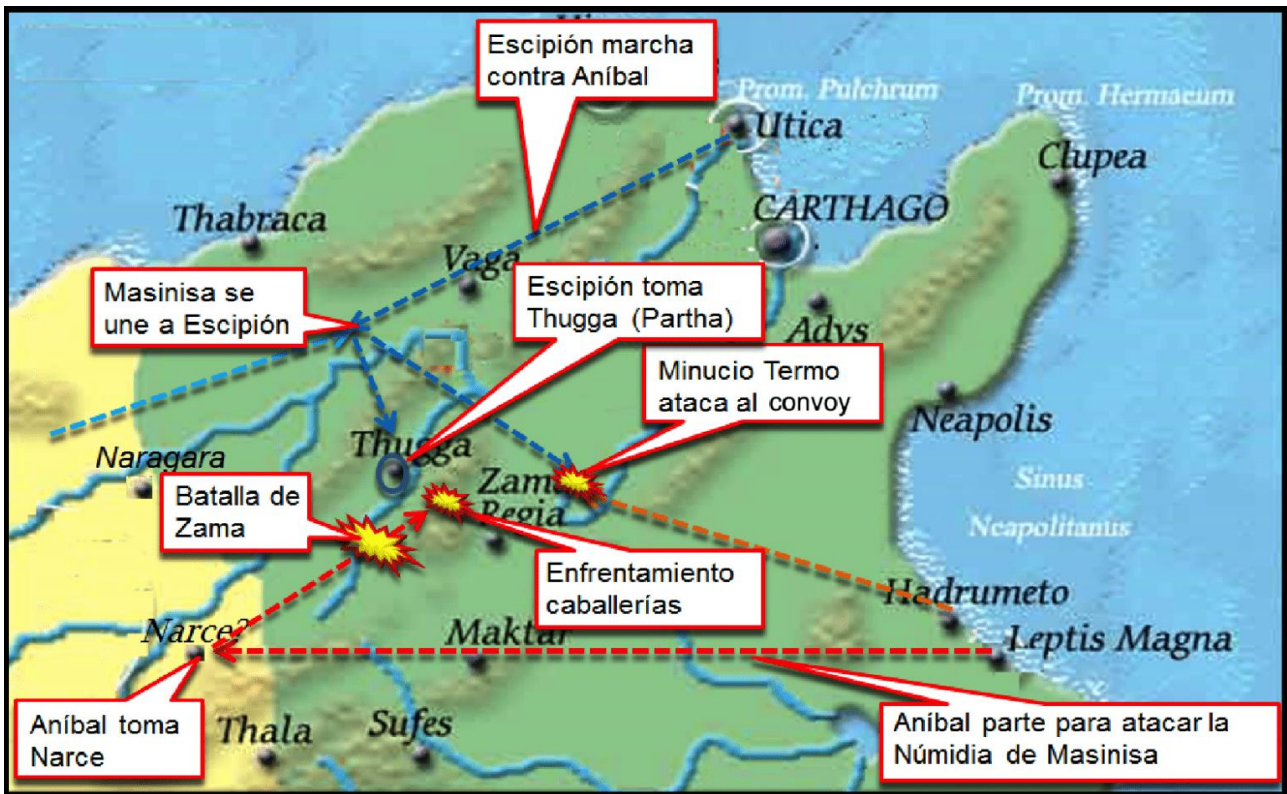 Escipión marcha
contra Aníbal
Prom. Pulchrum
Prom. Hermaeum
Utica
Clupea
CARTHAGO
Thabraca
Vaga
Masinisa se
une a Escipión
Escipión toma
Thugga (Partha)
Adys
Minucio Termo
ataca al convoy
Neapolis
Thugga
Naragara
Zama
Regia
Sinus
Neapolitanus
Batalla de
Zama
Enfrentamiento
caballerías
Hadrumeto
Narce?
Maktar
Leptis Magna
Aníbal toma
Narce
Thala
Sufes
Aníbal parte para atacar la
Númidia de Masinisa